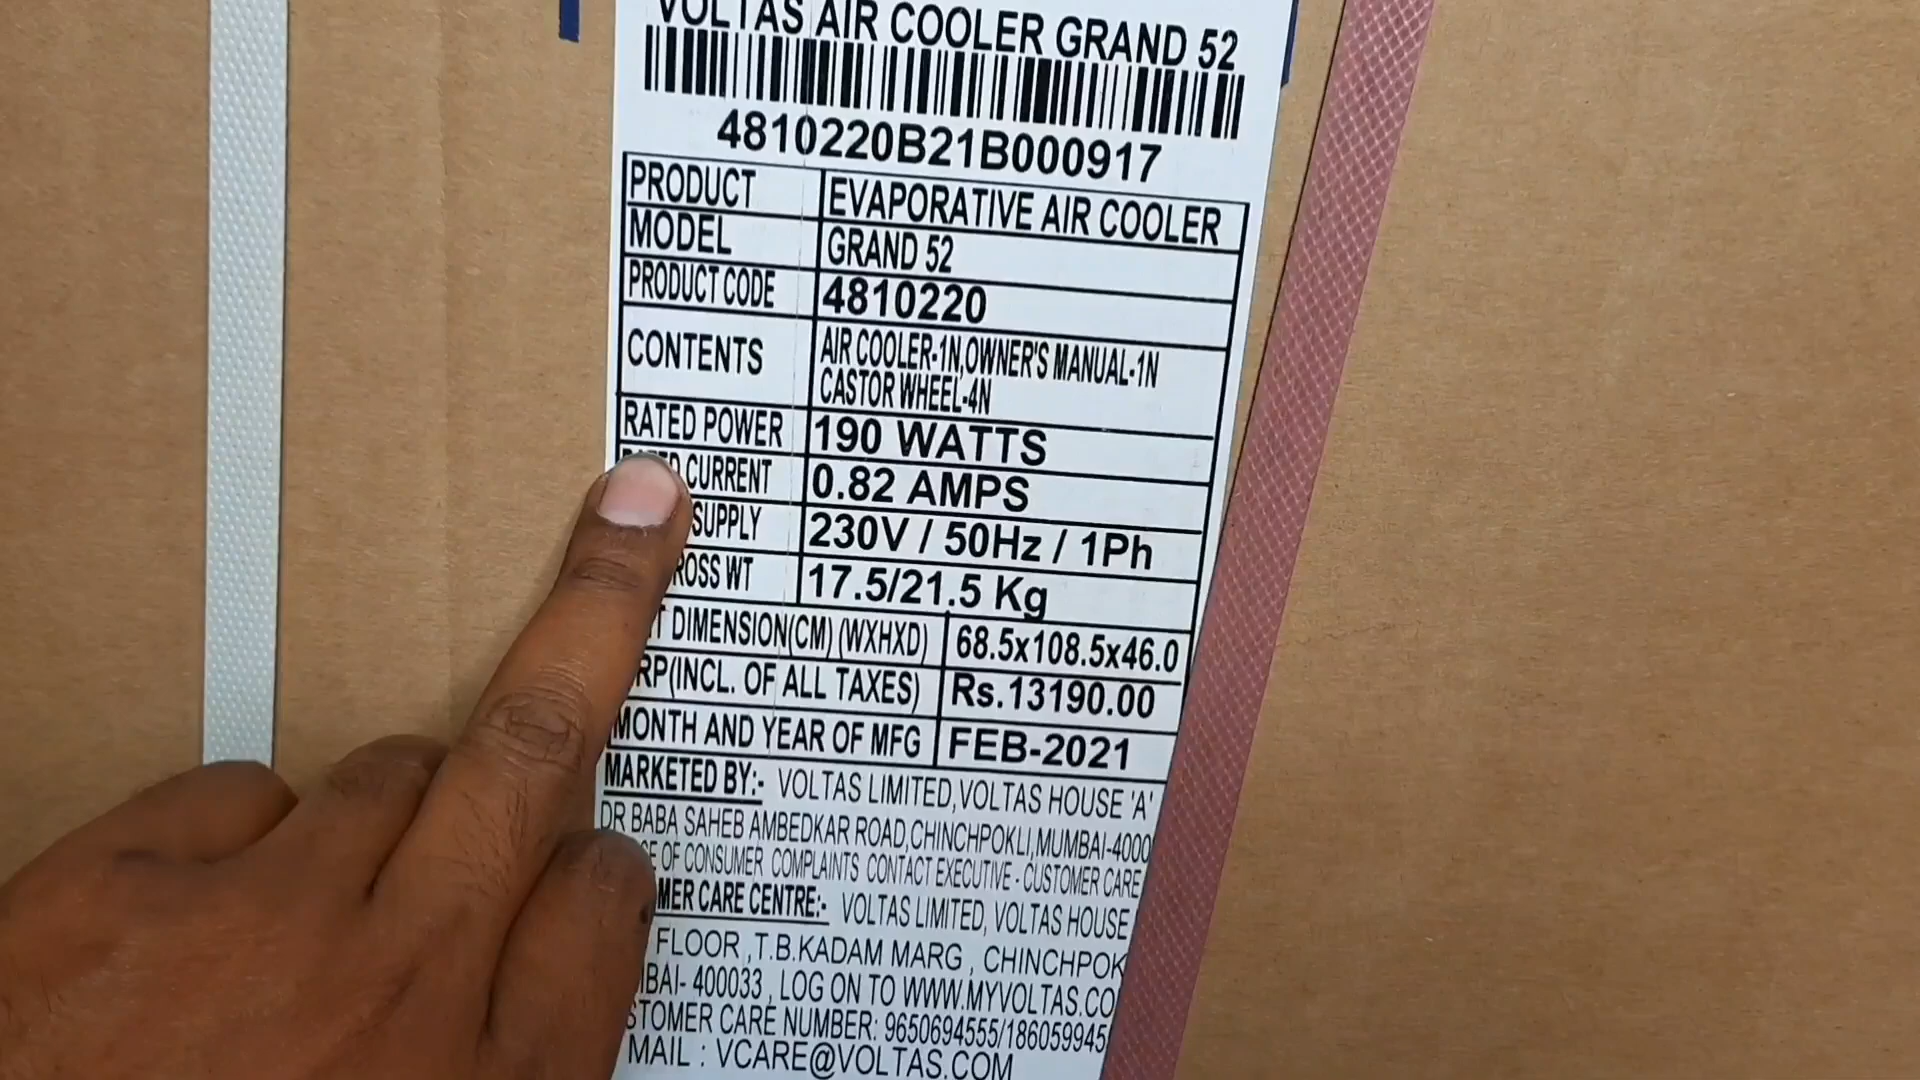 VOLTAS AIR COOLER GRAND 52
4810220B21B000917
PRODUCT EVAPORATIVE AIR COOLER
MODEL GRAND 52
PRODUCT CODE 4810220
CONTENTS AIR COOLER-1N,OWNER'S MANUAL-1N
CASTOR WHEEL-4N
RATED POWER 190 WATTS
CURRENT 0.82 AMPS
SUPPLY 230V / 50Hz / 1Ph
WT 17.5/21.5 Kg
DIMENSION(CM) (WXHXD) 68.5x108.5x46.0
RP(INCL. OF ALL TAXES) Rs.13190.00
MONTH AND YEAR OF MFG FEB-2021
MARKETED BY:- VOLTAS LIMITED,VOLTAS HOUSE 'A'
DR BABA SAHEB AMBEDKAR ROAD,CHINCHPOKLI,MUMBAI-4000
OF CONSUMER COMPLAINTS CONTACT EXECUTIVE - CUSTOMER CARE
MER CARE CENTRE:- VOLTAS LIMITED, VOLTAS HOUSE
FLOOR ,T.B.KADAM MARG , CHINCHPOK
BAI- 400033 , LOG ON TO WWW.MYVOLTAS.CO
STOMER CARE NUMBER: 9650694555/186059945
MAIL : VCARE@VOLTAS.COM